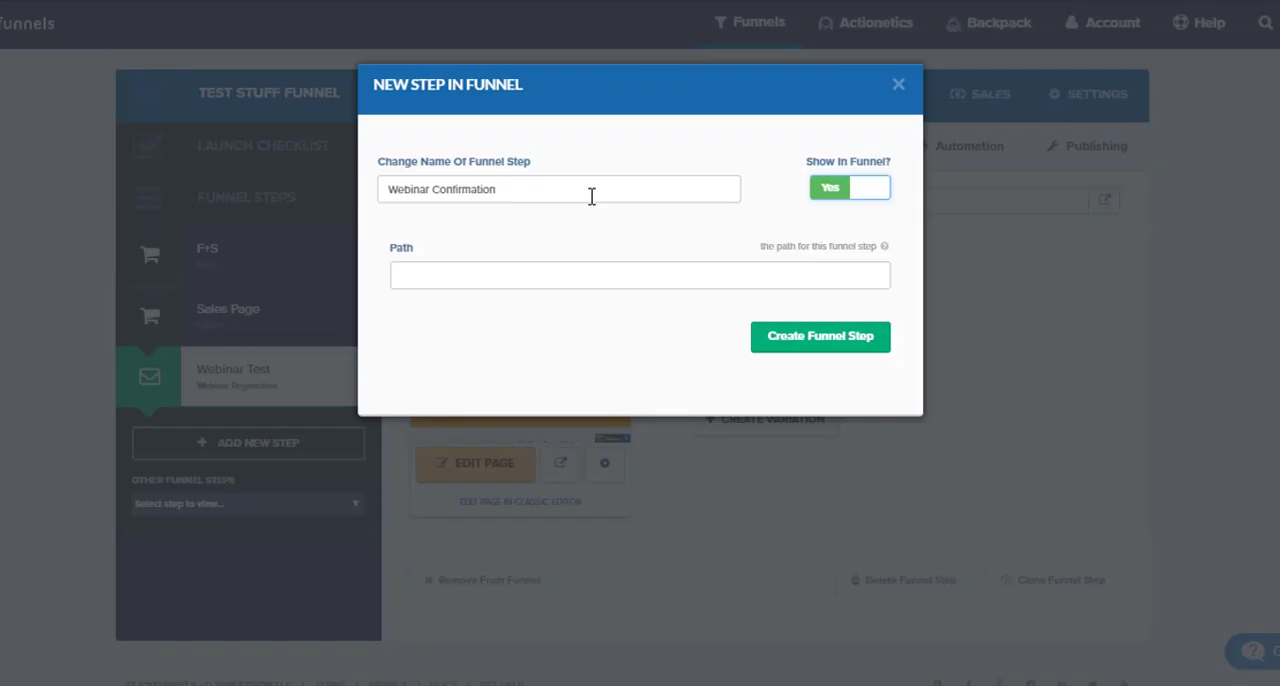 funnels
Funnels
Actionetics
Backpack
Account
Help
TEST STUFF FUNNEL
NEW STEP IN FUNNEL
SALES
SETTINGS
LAUNCH CHECKLIST
Automation
Publishing
Change Name Of Funnel Step
Show In Funnel?
Webinar Confirmation
Yes
FUNNEL STEPS
F+S
Path
the path for this funnel step
Sales Page
Create Funnel Step
Webinar Test
Webinar Registration
CREATE VARIATION
+ ADD NEW STEP
EDIT PAGE
OTHER FUNNEL STEPS
Select step to view...
EDIT PAGE IN CLASSIC EDITOR
Remove From Funnel
Delete Funnel Step
Clone Funnel Step